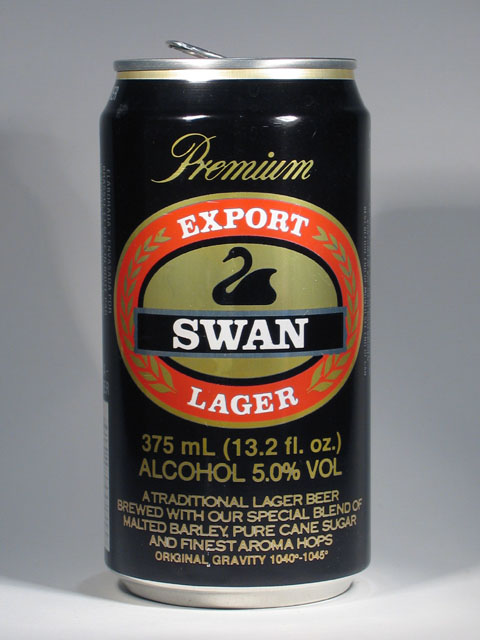 Premium
EXPORT
SWAN
LAGER
375 mL (13.2 fl. oz.)
ALCOHOL 5.0% VOL
A TRADITIONAL LAGER BEER
BREWED WITH OUR SPECIAL BLEND OF
MALTED BARLEY, PURE CANE SUGAR
AND FINEST AROMA HOPS
ORIGINAL GRAVITY 1040°-1045°